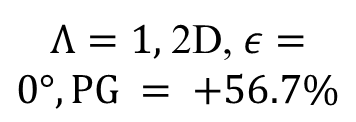 Λ = 1, 2D, ϵ =
0°, PG = +56.7%